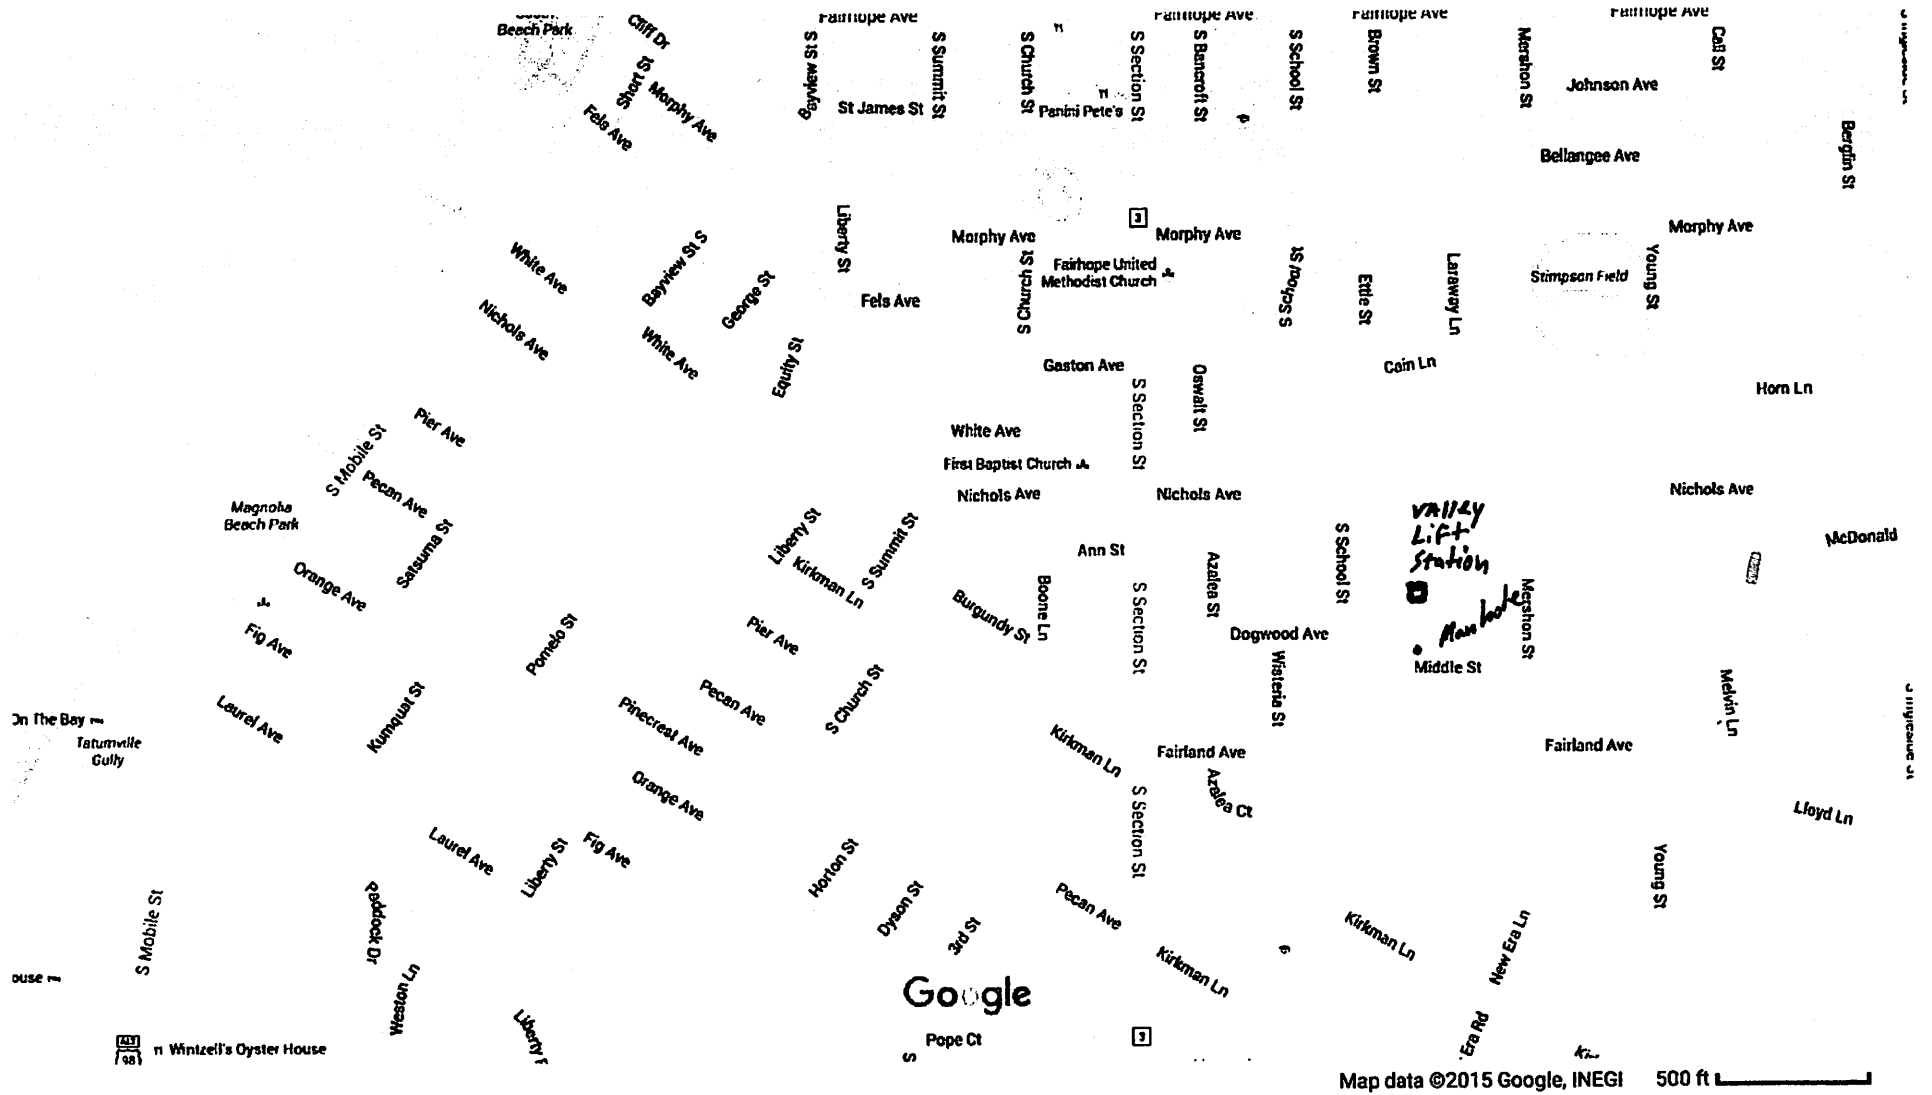 Beach Park
Cliff Dr
Fairhope Ave
Fairhope Ave
Fairhope Ave
Fairhope Ave
Short St
Morphy Ave
Fels Ave
Bayview St S
St James St
S Summit St
S Church St
Panini Pete's
S Section St
S Bancroft St
S School St
Brown St
Mershon St
Call St
Johnson Ave
Bellangee Ave
Bergfin St
White Ave
Nichols Ave
Bayview St S
White Ave
George St
Equity St
Liberty St
Fels Ave
Morphy Ave
S Church St
3
Morphy Ave
Fairhope United
Methodist Church
S School St
Ettle St
Laraway Ln
Stimpson Field
Young St
Morphy Ave
Gaston Ave
S Section St
Oswalt St
Cain Ln
Horn Ln
Pier Ave
S Mobile St
Pecan Ave
White Ave
First Baptist Church
Nichols Ave
Nichols Ave
Nichols Ave
Magnolia
Beach Park
Satsuma St
Orange Ave
Liberty St
Kirkman Ln
S Summit St
Ann St
Boone Ln
Burgundy St
S Section St
Azalea St
S School St
VAlley
Lift
Station
Manhole
Mershon St
McDonald
Fig Ave
Pomelo St
Pier Ave
Dogwood Ave
Wisteria St
Middle St
Melvin Ln
Laurel Ave
Kumquat St
Pinecrest Ave
Pecan Ave
S Church St
On The Bay
Tatumville
Gully
Kirkman Ln
Fairland Ave
Azalea Ct
Fairland Ave
Orange Ave
S Section St
Lloyd Ln
Laurel Ave
Liberty St
Fig Ave
Horton St
Dyson St
3rd St
Pecan Ave
Kirkman Ln
Kirkman Ln
New Era Ln
Young St
S Mobile St
Paddock Dr
Weston Ln
ouse
Liberty
Era Rd
Google
Pope Ct
3
S
ALT
98
Wintzell's Oyster House
Map data ©2015 Google, INEGI 500 ft